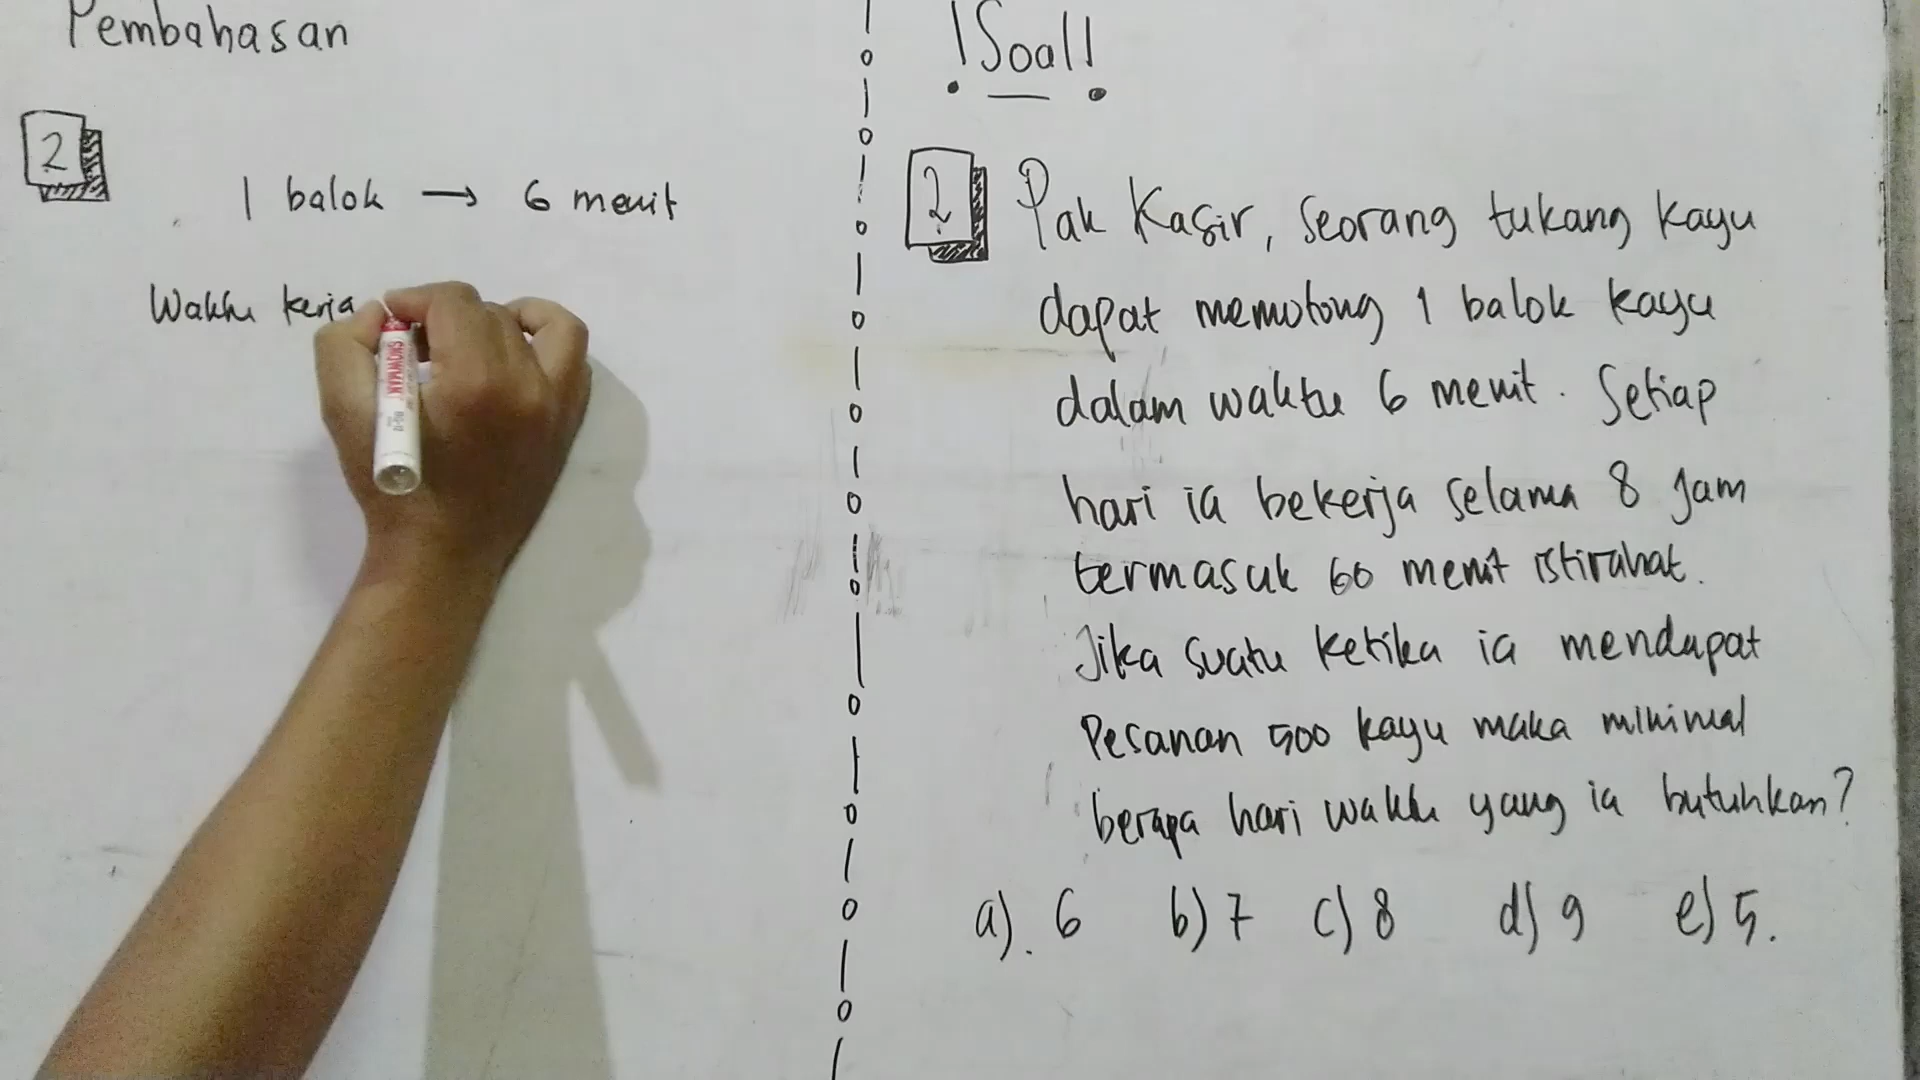 Pembahasan
2
1 balok → 6 menit
Waktu kerja
SNOWMAN
! Soal !
2
Pak Kasir, seorang tukang kayu
dapat memotong 1 balok kayu
dalam waktu 6 menit. Setiap
hari ia bekerja selama 8 Jam
termasuk 60 menit istirahat.
Jika suatu ketika ia mendapat
Pesanan 500 kayu maka minimal
berapa hari waktu yang ia butuhkan?
a). 6 b) 7 c) 8 d) 9 e) 5.